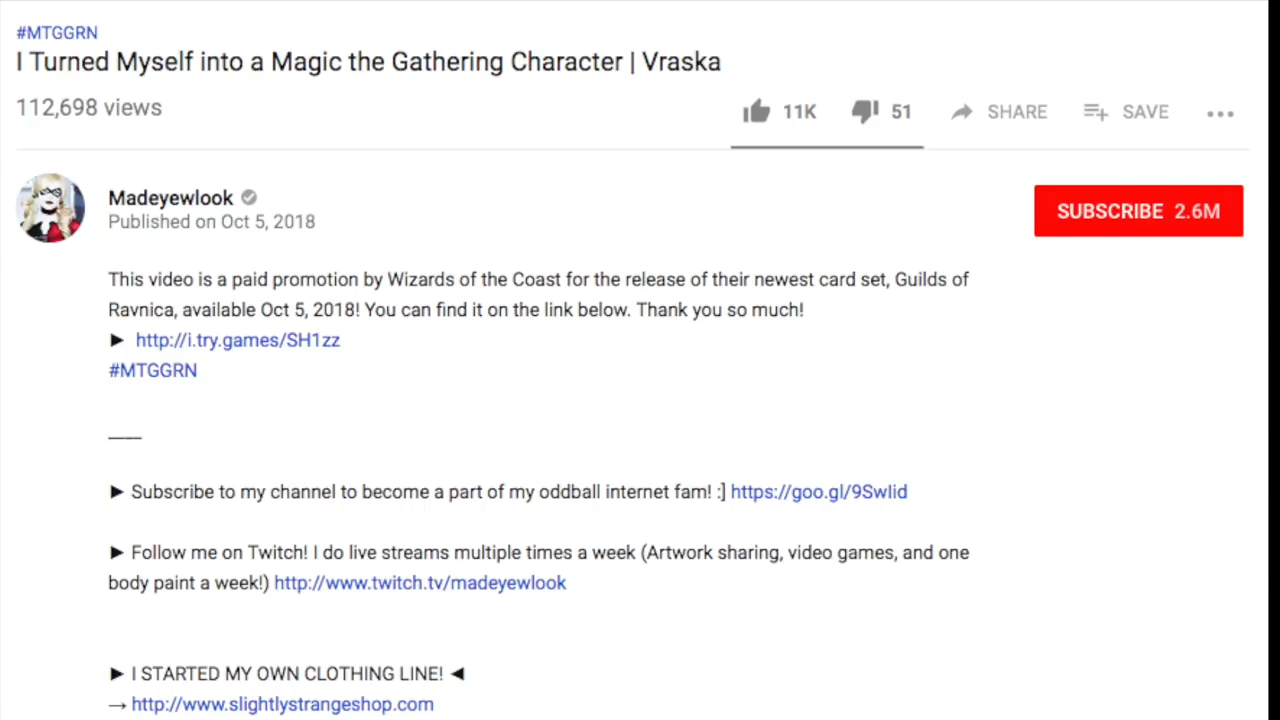 #MTGGRN
I Turned Myself into a Magic the Gathering Character | Vraska
112,698 views
11K 51 SHARE SAVE
Madeyewlook
Published on Oct 5, 2018
SUBSCRIBE 2.6M
This video is a paid promotion by Wizards of the Coast for the release of their newest card set, Guilds of
Ravnica, available Oct 5, 2018! You can find it on the link below. Thank you so much!
► http://i.try.games/SH1zz
#MTGGRN
___
► Subscribe to my channel to become a part of my oddball internet fam! :] https://goo.gl/9SwIid
► Follow me on Twitch! I do live streams multiple times a week (Artwork sharing, video games, and one
body paint a week!) http://www.twitch.tv/madeyewlook
► I STARTED MY OWN CLOTHING LINE! ◄
→ http://www.slightlystrangeshop.com